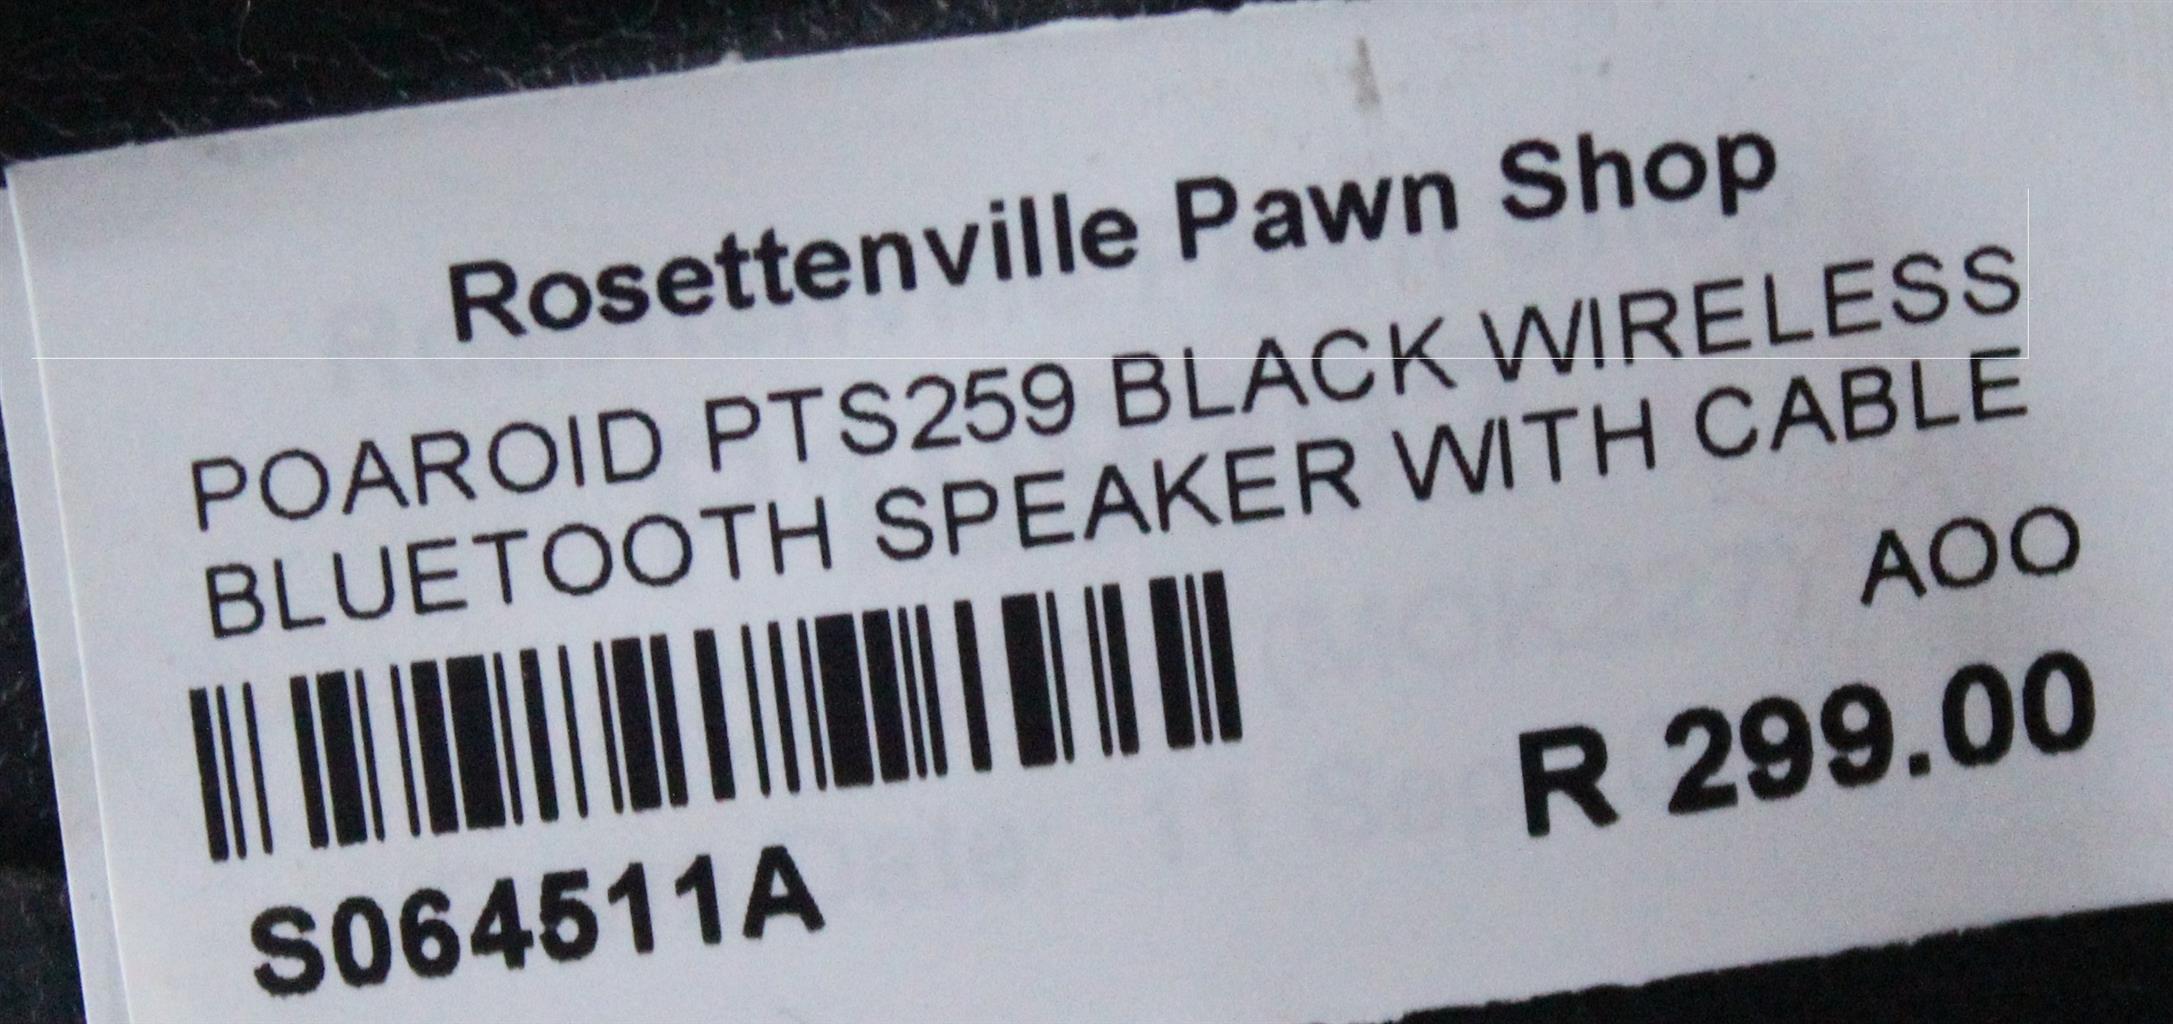 Rosettenville Pawn Shop
POAROID PTS259 BLACK WIRELESS
BLUETOOTH SPEAKER WITH CABLE
AOO
R 299.00
S064511A